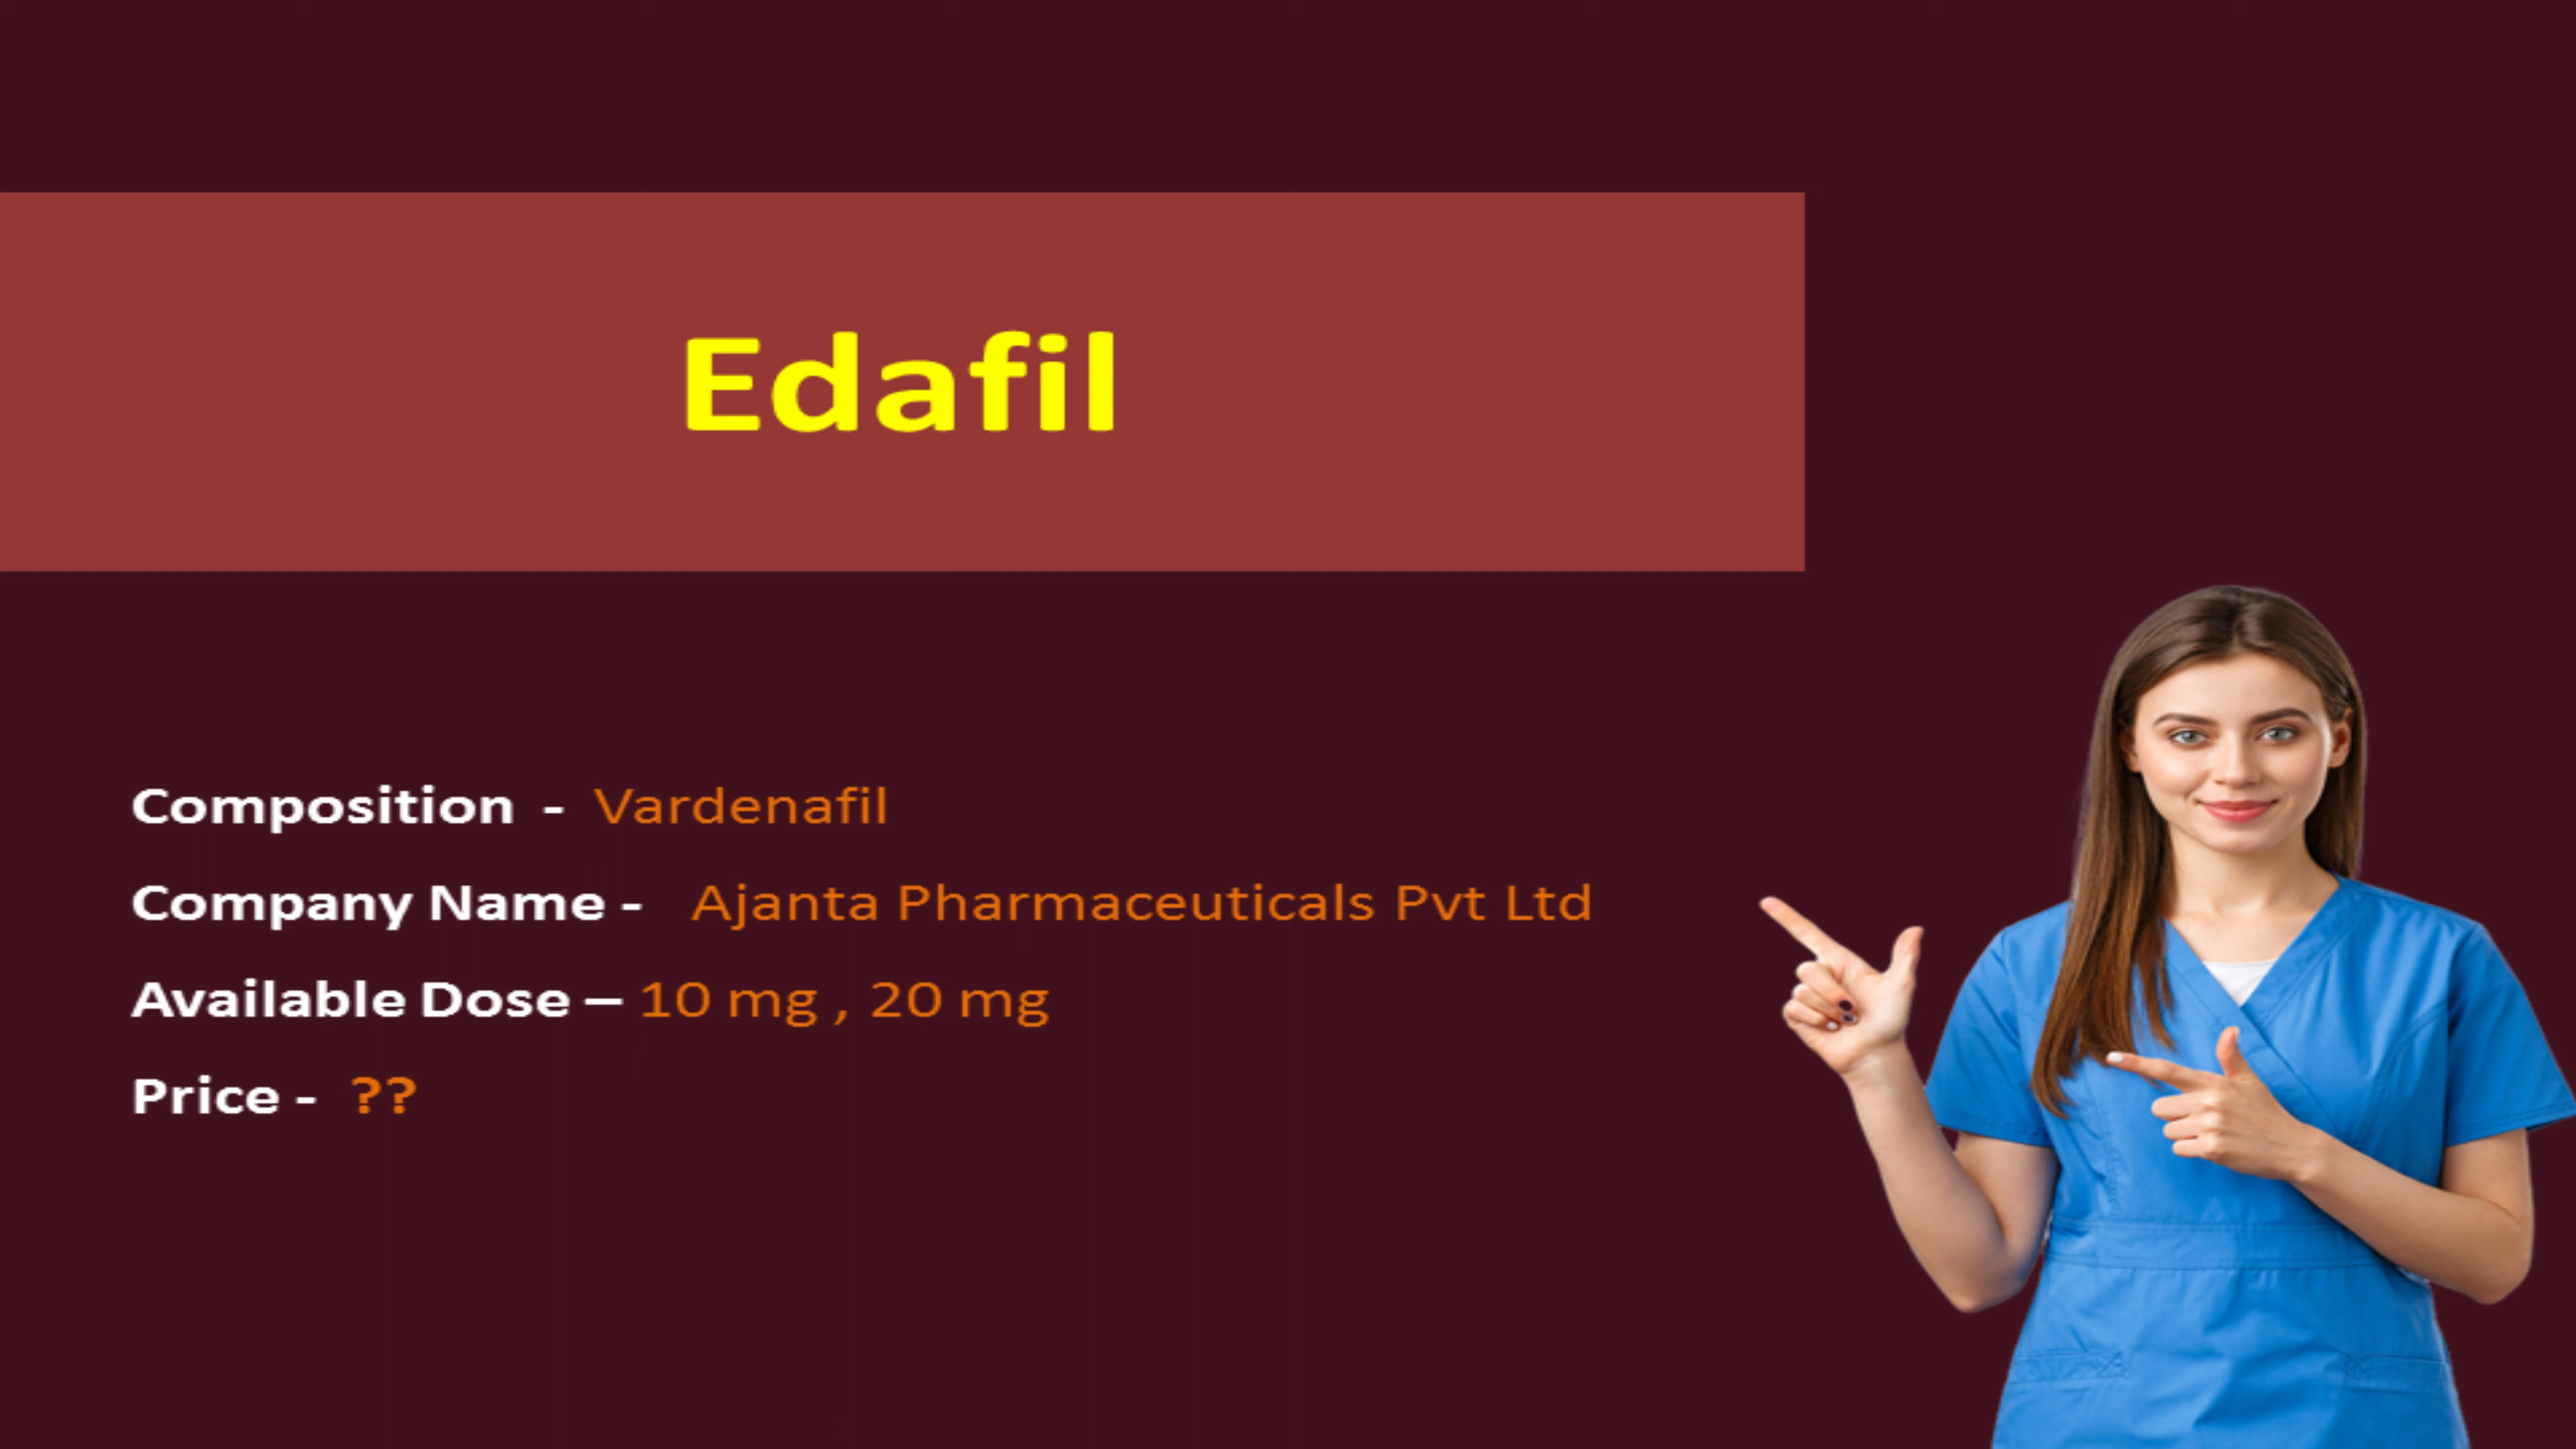 Edafil
Composition - Vardenafil
Company Name - Ajanta Pharmaceuticals Pvt Ltd
Available Dose – 10 mg , 20 mg
Price - ??